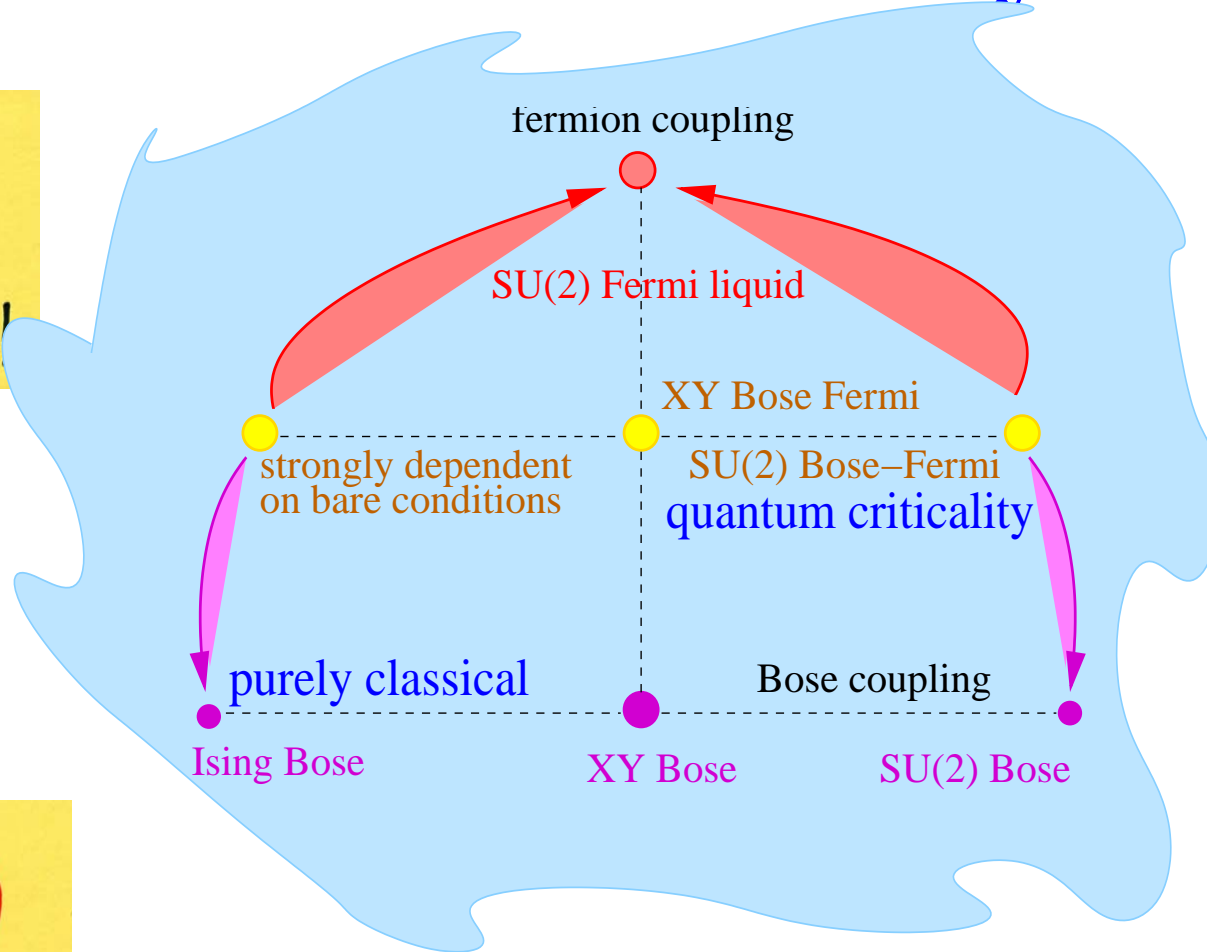 fermion coupling
SU(2) Fermi liquid
XY Bose Fermi
strongly dependent
on bare conditions
SU(2) Bose−Fermi
quantum criticality
purely classical
Bose coupling
Ising Bose
XY Bose
SU(2) Bose